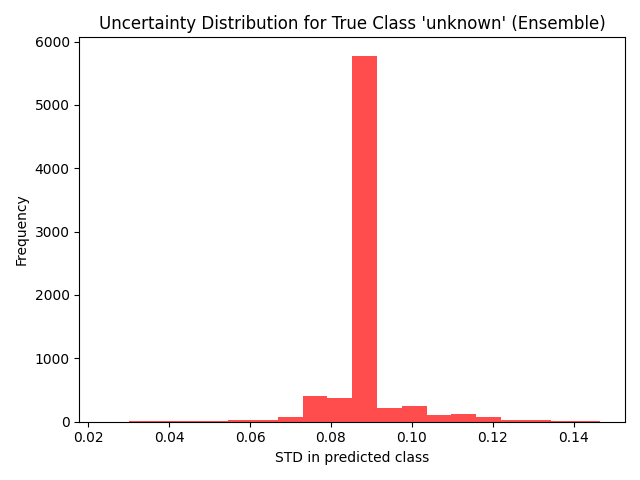 Uncertainty Distribution for True Class 'unknown' (Ensemble)
6000
5000
4000
3000
2000
1000
0
Frequency
0.02 0.04 0.06 0.08 0.10 0.12 0.14
STD in predicted class